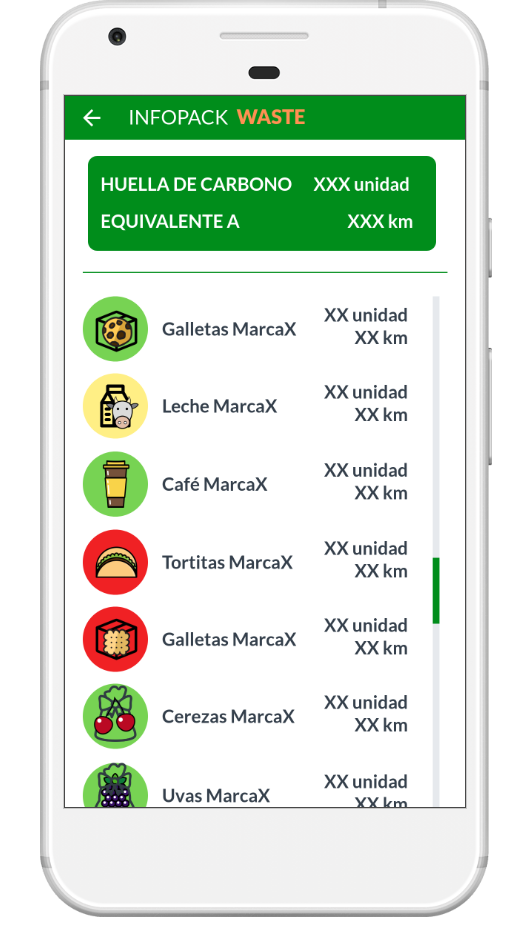 INFOPACK WASTE
HUELLA DE CARBONO XXX unidad
EQUIVALENTE A XXX km
Galletas MarcaX XX unidad
XX km
Leche MarcaX XX unidad
XX km
Café MarcaX XX unidad
XX km
Tortitas MarcaX XX unidad
XX km
Galletas MarcaX XX unidad
XX km
Cerezas MarcaX XX unidad
XX km
Uvas MarcaX XX unidad
XX km